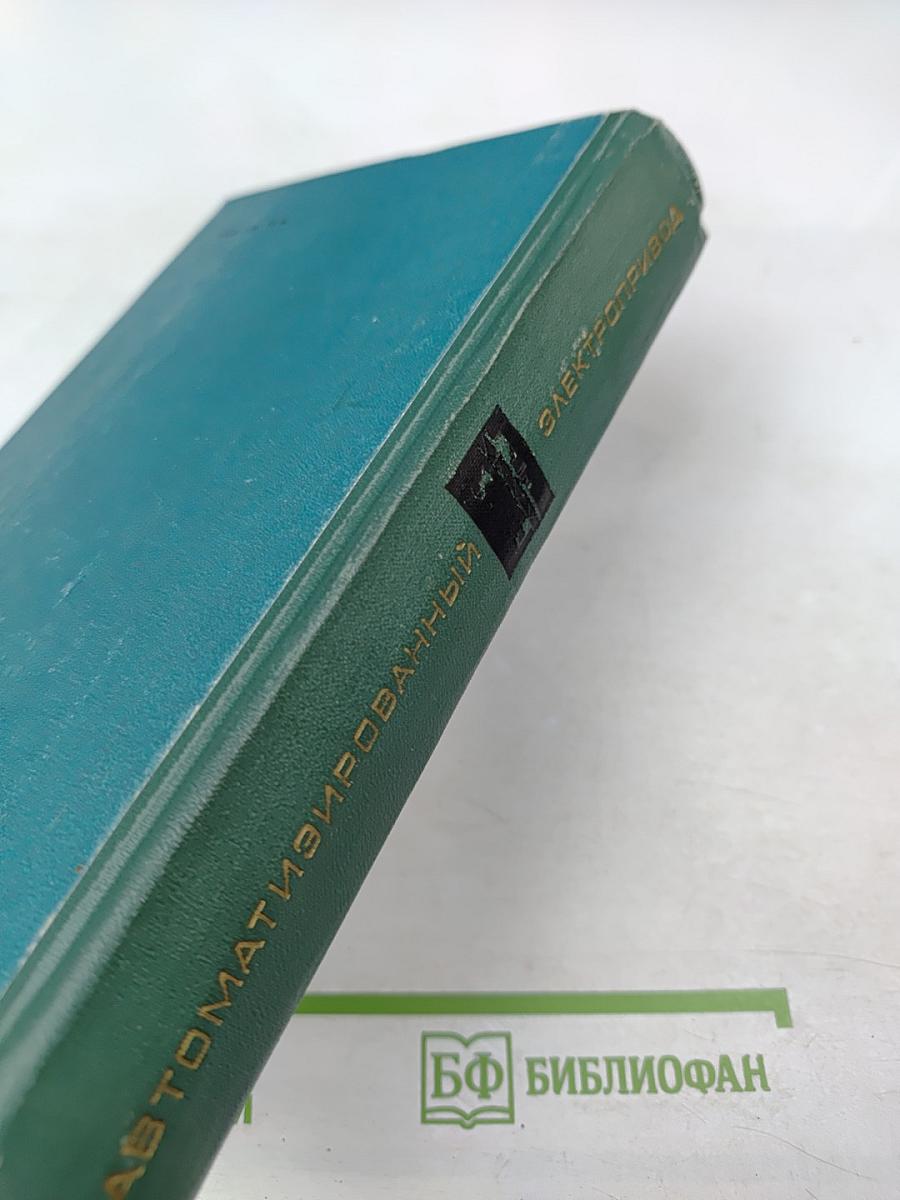 АВТОМАТИЗИРОВАННЫЙ ЭЛЕКТРОПРИВОД
БФ БИБЛИОФАН